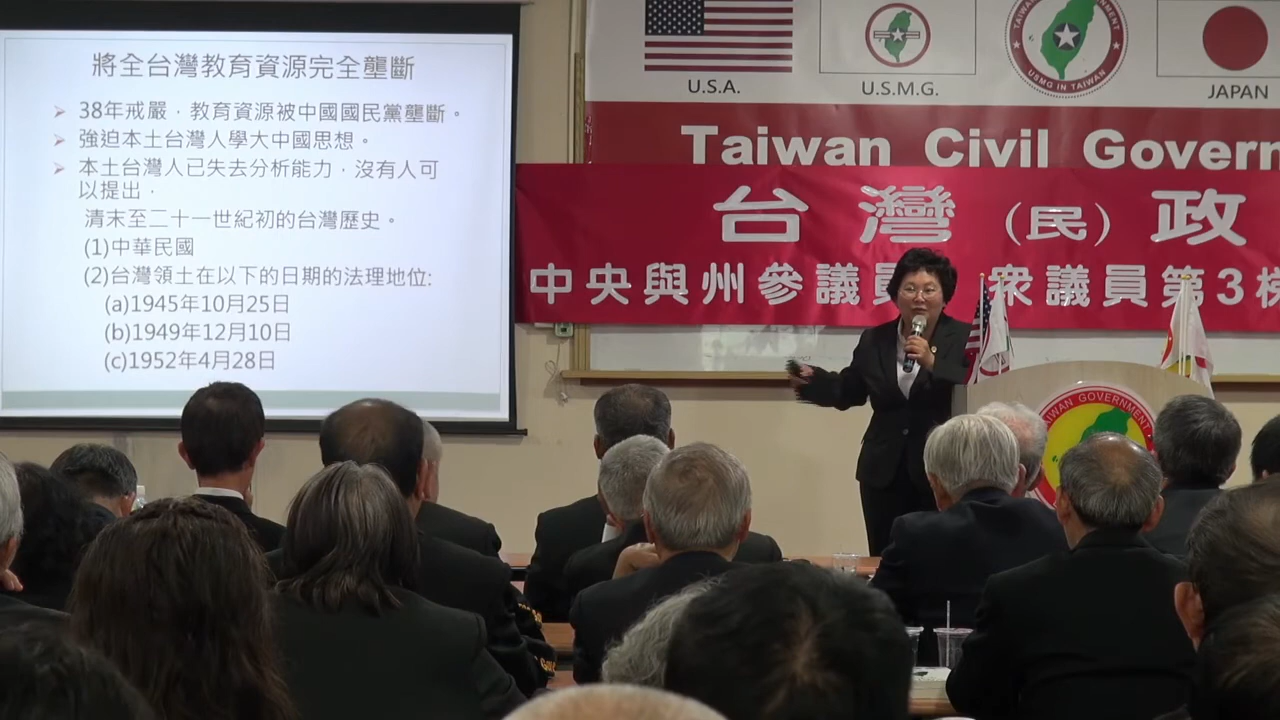 將全台灣教育資源完全壟斷
➢ 38年戒嚴，教育資源被中國國民黨壟斷。
➢ 強迫本土台灣人學大中國思想。
➢ 本土台灣人已失去分析能力，沒有人可
以提出，
清末至二十一世紀初的台灣歷史。
(1)中華民國
(2)台灣領土在以下的日期的法理地位:
(a)1945年10月25日
(b)1949年12月10日
(c)1952年4月28日
U.S.A.
U.S.M.G.
USMG IN TAIWAN
JAPAN
Taiwan Civil Govern
台灣(民)政
中央與州參議員 眾議員第3梯
TAIWAN GOVERNMENT